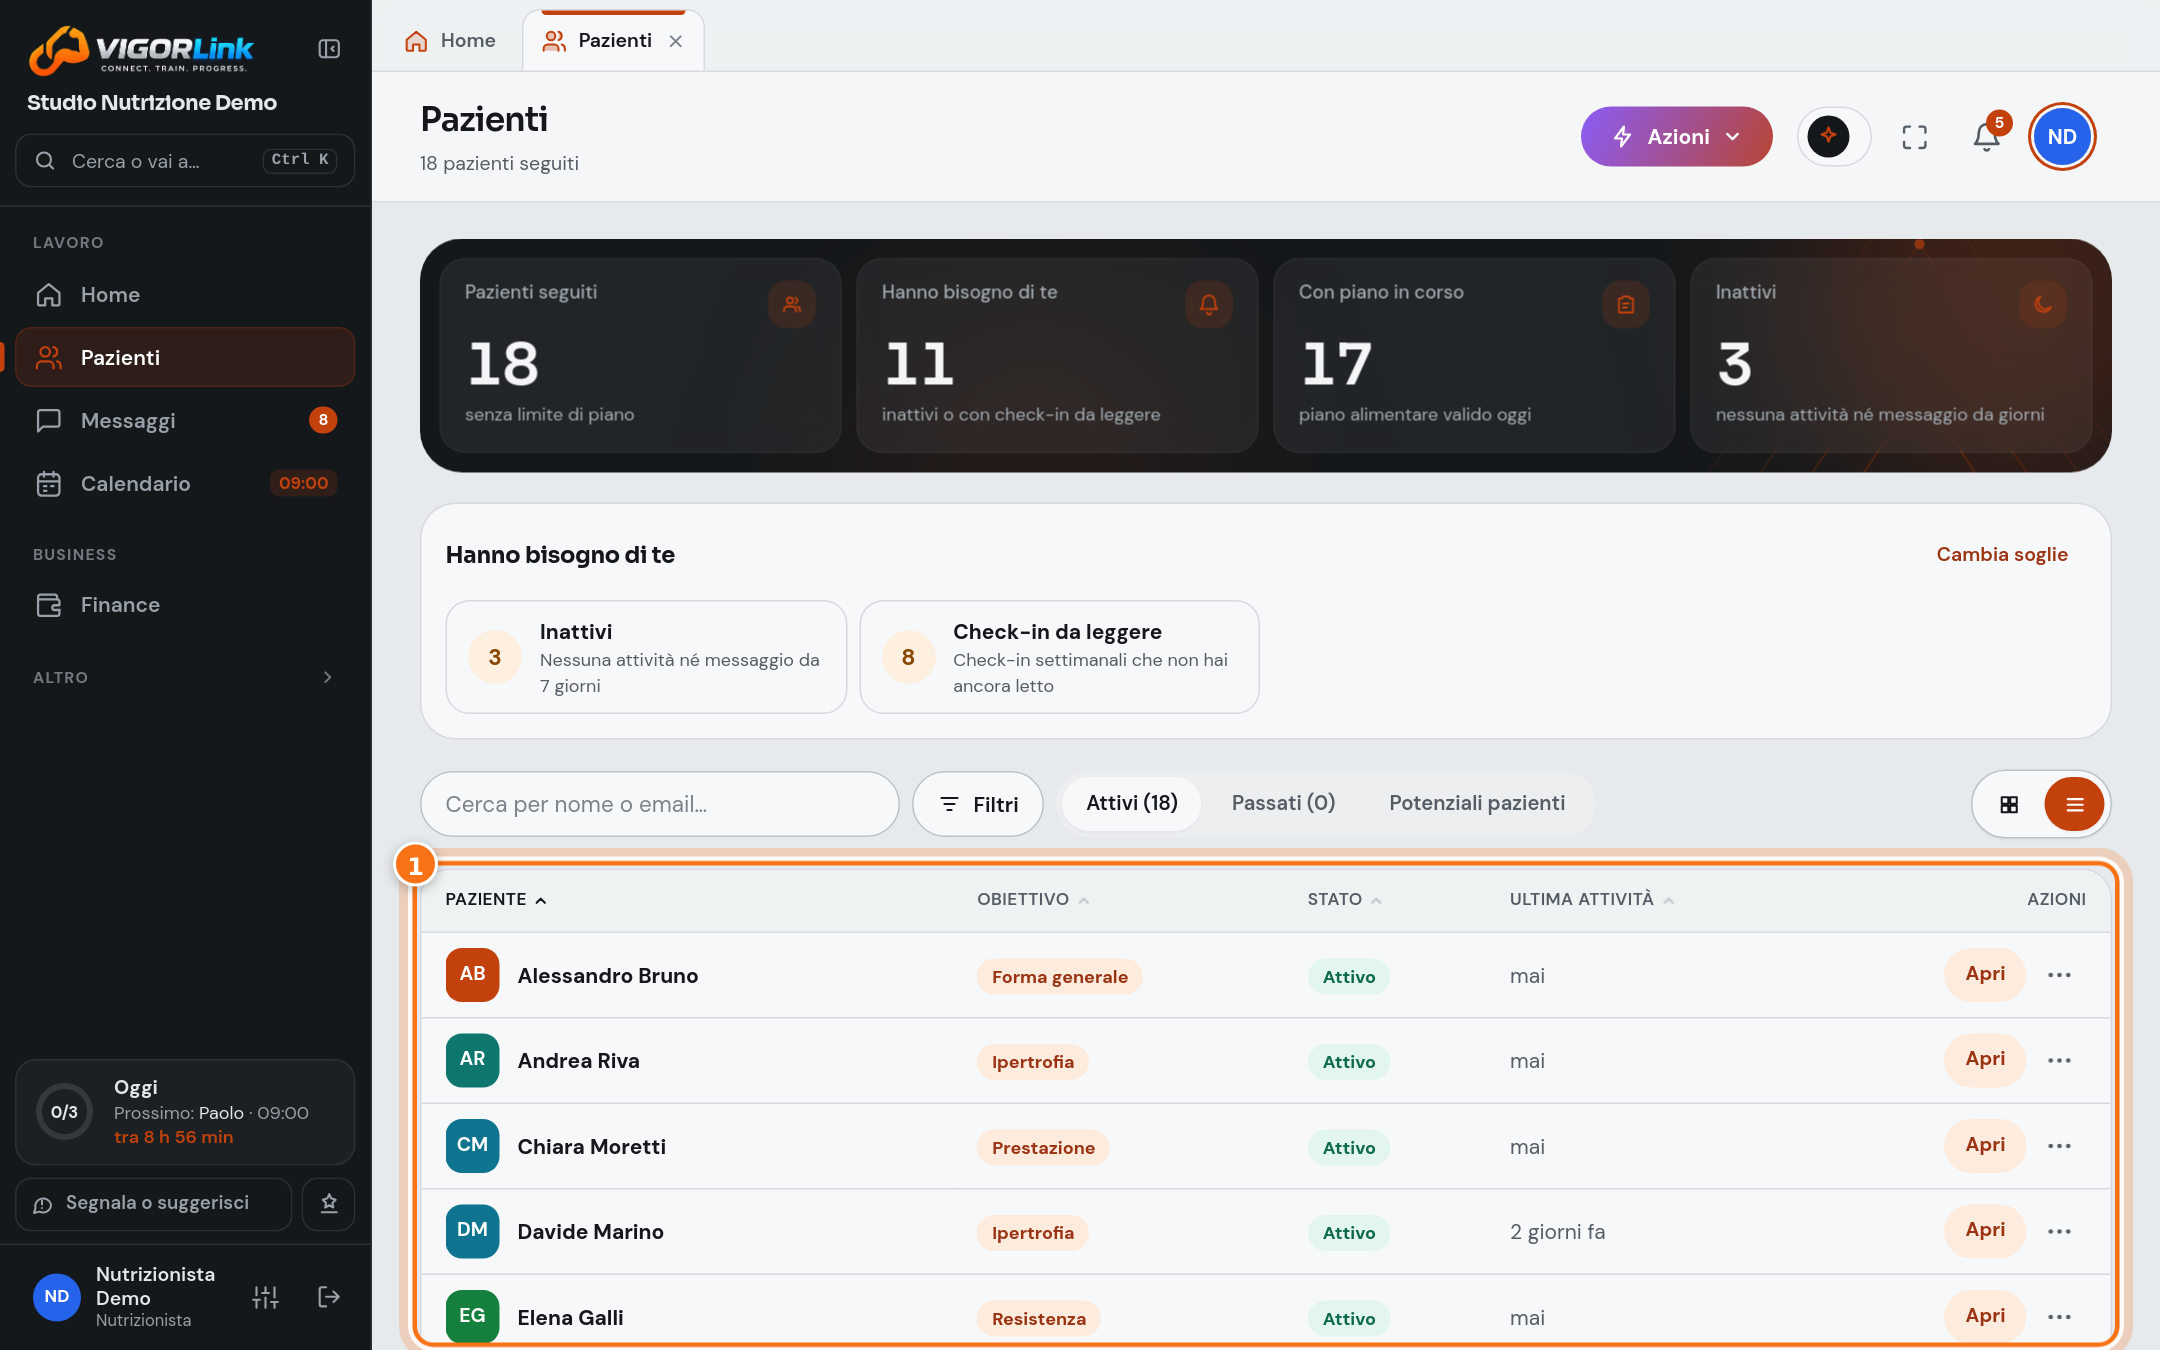 VIGORLink
CONNECT. TRAIN. PROGRESS.
Studio Nutrizione Demo
Cerca o vai a...
Ctrl K
LAVORO
Home
Pazienti
Messaggi
8
Calendario
09:00
BUSINESS
Finance
ALTRO
0/3
Oggi
Prossimo: Paolo · 09:00
tra 8 h 56 min
Segnala o suggerisci
ND
Nutrizionista
Demo
Nutrizionista
Home
Pazienti
Pazienti
18 pazienti seguiti
Azioni
5
ND
Pazienti seguiti
18
senza limite di piano
Hanno bisogno di te
11
inattivi o con check-in da leggere
Con piano in corso
17
piano alimentare valido oggi
Inattivi
3
nessuna attività né messaggio da giorni
Hanno bisogno di te
Cambia soglie
3
Inattivi
Nessuna attività né messaggio da
7 giorni
8
Check-in da leggere
Check-in settimanali che non hai
ancora letto
Cerca per nome o email...
Filtri
Attivi (18)
Passati (0)
Potenziali pazienti
1
PAZIENTE
OBIETTIVO
STATO
ULTIMA ATTIVITÀ
AZIONI
AB
Alessandro Bruno
Forma generale
Attivo
mai
Apri
AR
Andrea Riva
Ipertrofia
Attivo
mai
Apri
CM
Chiara Moretti
Prestazione
Attivo
mai
Apri
DM
Davide Marino
Ipertrofia
Attivo
2 giorni fa
Apri
EG
Elena Galli
Resistenza
Attivo
mai
Apri